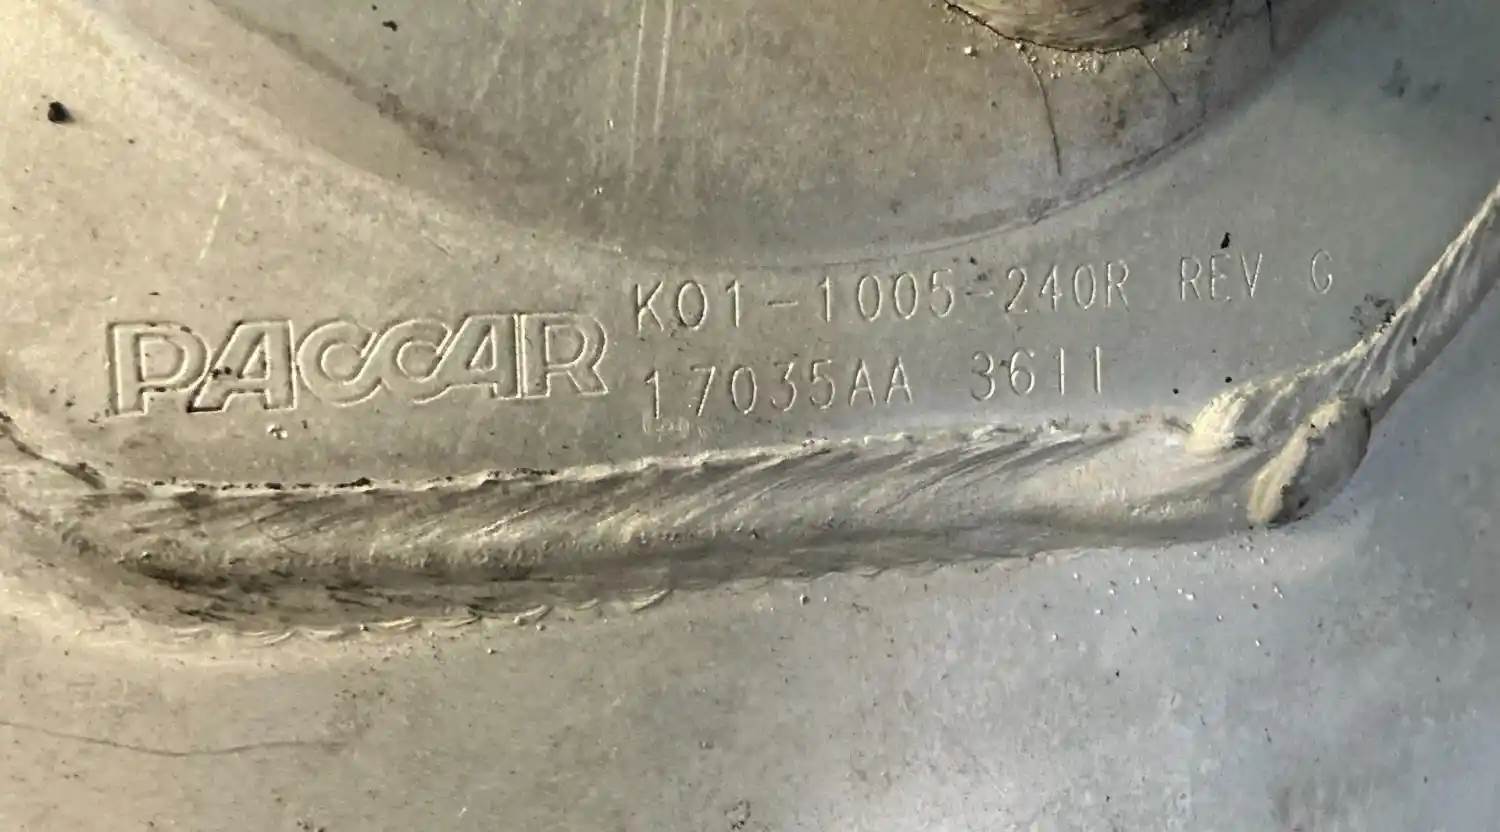 PACCAR
K01-1005-240R REV G
17035AA 3611